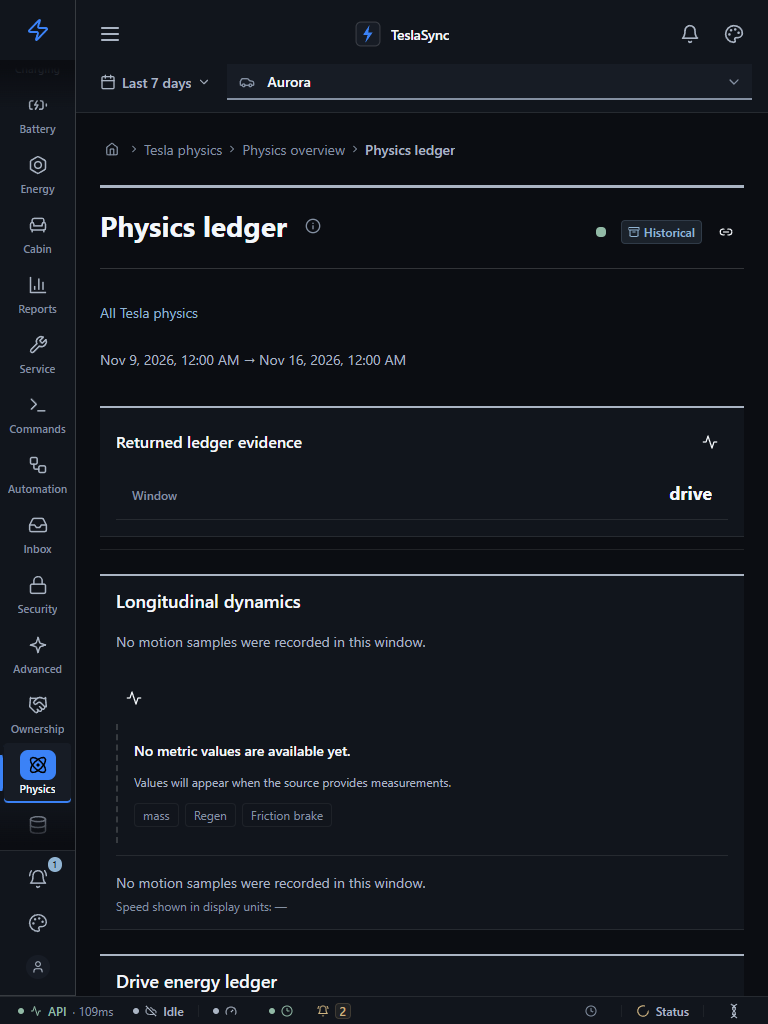 TeslaSync
Last 7 days
Aurora
Charging
Battery
Energy
Cabin
Reports
Service
Commands
Automation
Inbox
Security
Advanced
Ownership
Physics
1
Tesla physics
Physics overview
Physics ledger
Physics ledger
Historical
All Tesla physics
Nov 9, 2026, 12:00 AM → Nov 16, 2026, 12:00 AM
Returned ledger evidence
Window drive
Longitudinal dynamics
No motion samples were recorded in this window.
No metric values are available yet.
Values will appear when the source provides measurements.
mass Regen Friction brake
No motion samples were recorded in this window.
Speed shown in display units: —
Drive energy ledger
API · 109ms Idle 2 Status